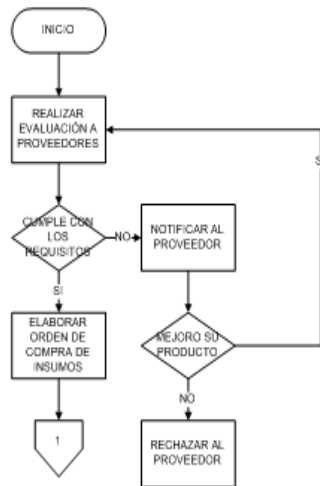 INICIO
REALIZAR
EVALUACIÓN A
PROVEEDORES
CUMPLE CON
LOS
REQUISITOS
NO
NOTIFICAR AL
PROVEEDOR
SI
ELABORAR
ORDEN DE
COMPRA DE
INSUMOS
MEJORO SU
PRODUCTO
NO
1
RECHAZAR AL
PROVEEDOR